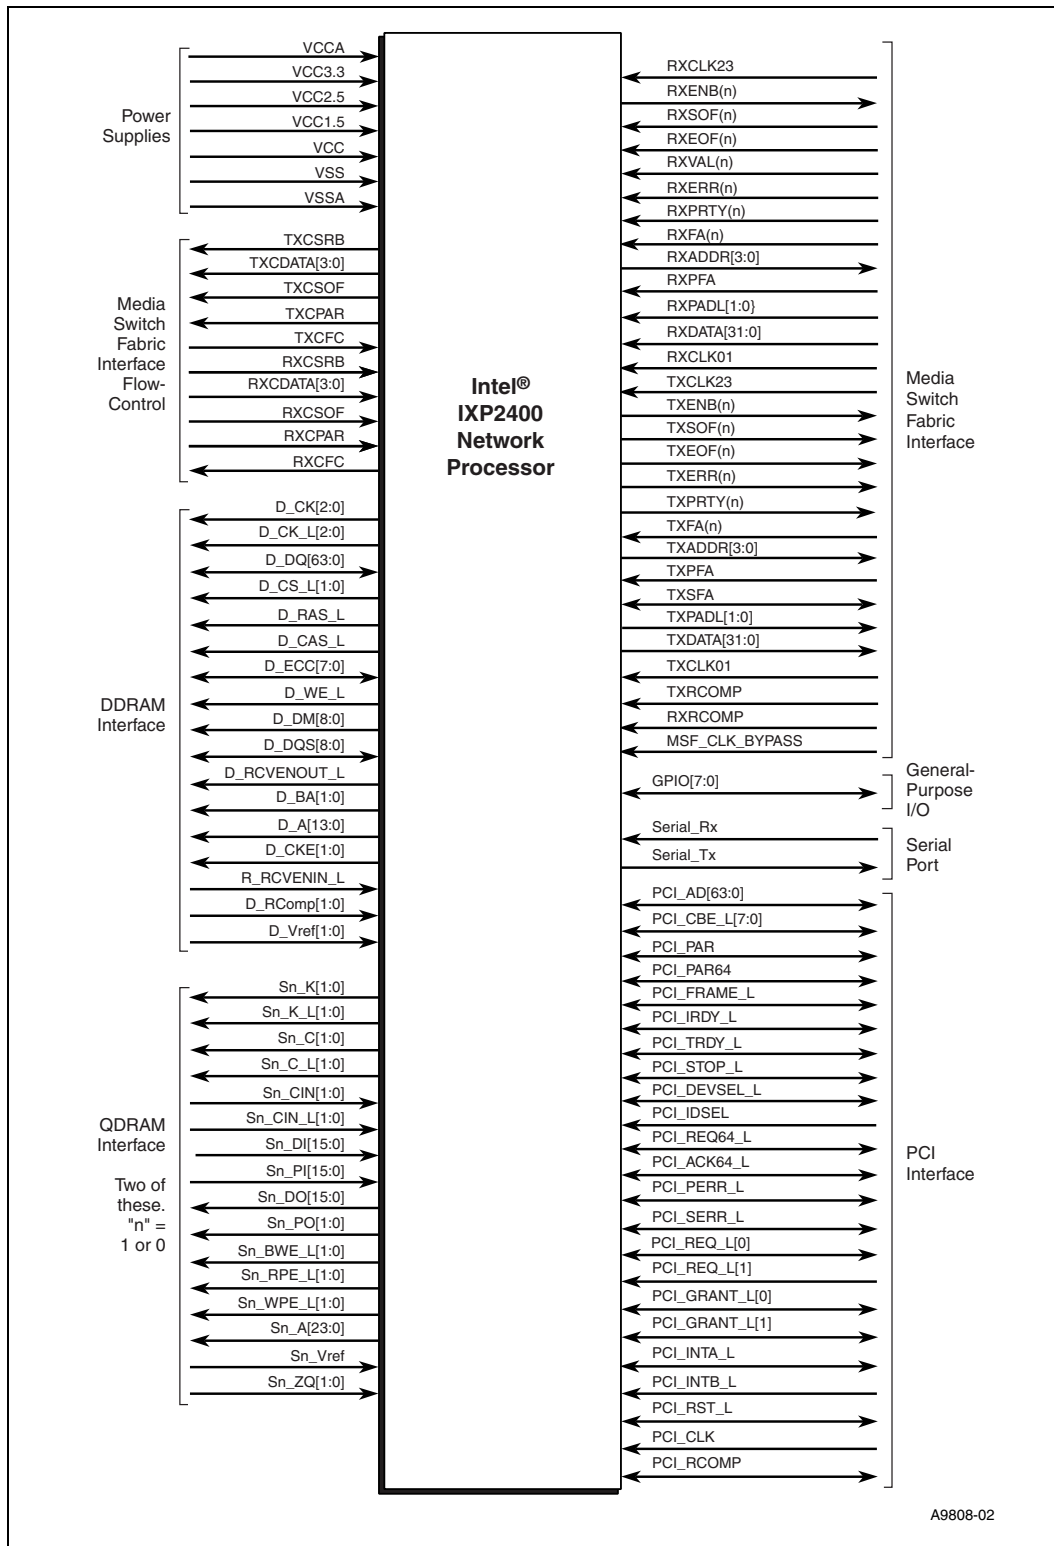 Power
Supplies
VCCA
VCC3.3
VCC2.5
VCC1.5
VCC
VSS
VSSA
Media
Switch
Fabric
Interface
Flow-
Control
TXCSRB
TXCDATA[3:0]
TXCSOF
TXCPAR
TXCFC
RXCSRB
RXCDATA[3:0]
RXCSOF
RXCPAR
RXCFC
DDRAM
Interface
D_CK[2:0]
D_CK_L[2:0]
D_DQ[63:0]
D_CS_L[1:0]
D_RAS_L
D_CAS_L
D_ECC[7:0]
D_WE_L
D_DM[8:0]
D_DQS[8:0]
D_RCVENOUT_L
D_BA[1:0]
D_A[13:0]
D_CKE[1:0]
R_RCVENIN_L
D_RComp[1:0]
D_Vref[1:0]
QDRAM
Interface
Two of
these.
"n" =
1 or 0
Sn_K[1:0]
Sn_K_L[1:0]
Sn_C[1:0]
Sn_C_L[1:0]
Sn_CIN[1:0]
Sn_CIN_L[1:0]
Sn_DI[15:0]
Sn_PI[15:0]
Sn_DO[15:0]
Sn_PO[1:0]
Sn_BWE_L[1:0]
Sn_RPE_L[1:0]
Sn_WPE_L[1:0]
Sn_A[23:0]
Sn_Vref
Sn_ZQ[1:0]
Intel®
IXP2400
Network
Processor
RXCLK23
RXENB(n)
RXSOF(n)
RXEOF(n)
RXVAL(n)
RXERR(n)
RXPRTY(n)
RXFA(n)
RXADDR[3:0]
RXPFA
RXPADL[1:0}
RXDATA[31:0]
RXCLK01
TXCLK23
TXENB(n)
TXSOF(n)
TXEOF(n)
TXERR(n)
TXPRTY(n)
TXFA(n)
TXADDR[3:0]
TXPFA
TXSFA
TXPADL[1:0]
TXDATA[31:0]
TXCLK01
TXRCOMP
RXRCOMP
MSF_CLK_BYPASS
Media
Switch
Fabric
Interface
GPIO[7:0]
General-
Purpose
I/O
Serial_Rx
Serial_Tx
Serial
Port
PCI_AD[63:0]
PCI_CBE_L[7:0]
PCI_PAR
PCI_PAR64
PCI_FRAME_L
PCI_IRDY_L
PCI_TRDY_L
PCI_STOP_L
PCI_DEVSEL_L
PCI_IDSEL
PCI_REQ64_L
PCI_ACK64_L
PCI_PERR_L
PCI_SERR_L
PCI_REQ_L[0]
PCI_REQ_L[1]
PCI_GRANT_L[0]
PCI_GRANT_L[1]
PCI_INTA_L
PCI_INTB_L
PCI_RST_L
PCI_CLK
PCI_RCOMP
PCI
Interface
A9808-02